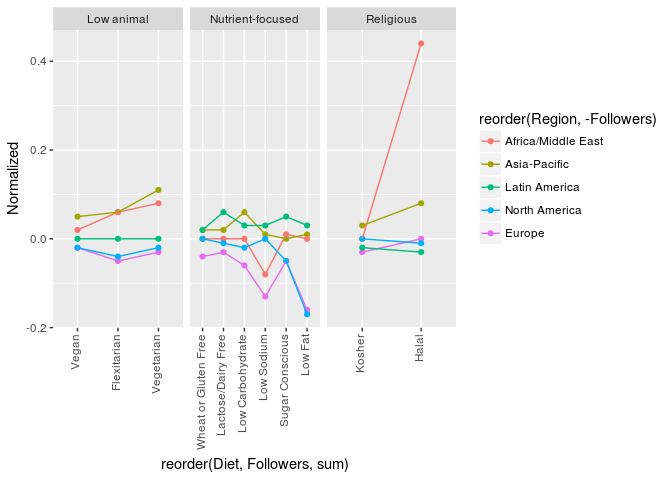 Low animal
Nutrient-focused
Religious
0.4
0.2
0.0
-0.2
Normalized
Vegan
Flexitarian
Vegetarian
Wheat or Gluten Free
Lactose/Dairy Free
Low Carbohydrate
Low Sodium
Sugar Conscious
Low Fat
Kosher
Halal
reorder(Diet, Followers, sum)
reorder(Region, -Followers)
Africa/Middle East
Asia-Pacific
Latin America
North America
Europe